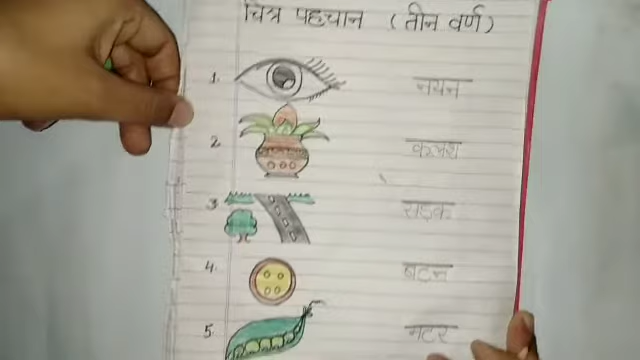 चित्र पहचान (तीन वर्ण)
1. नयन
2. कलश
3. सड़क
4. बटन
5. मटर